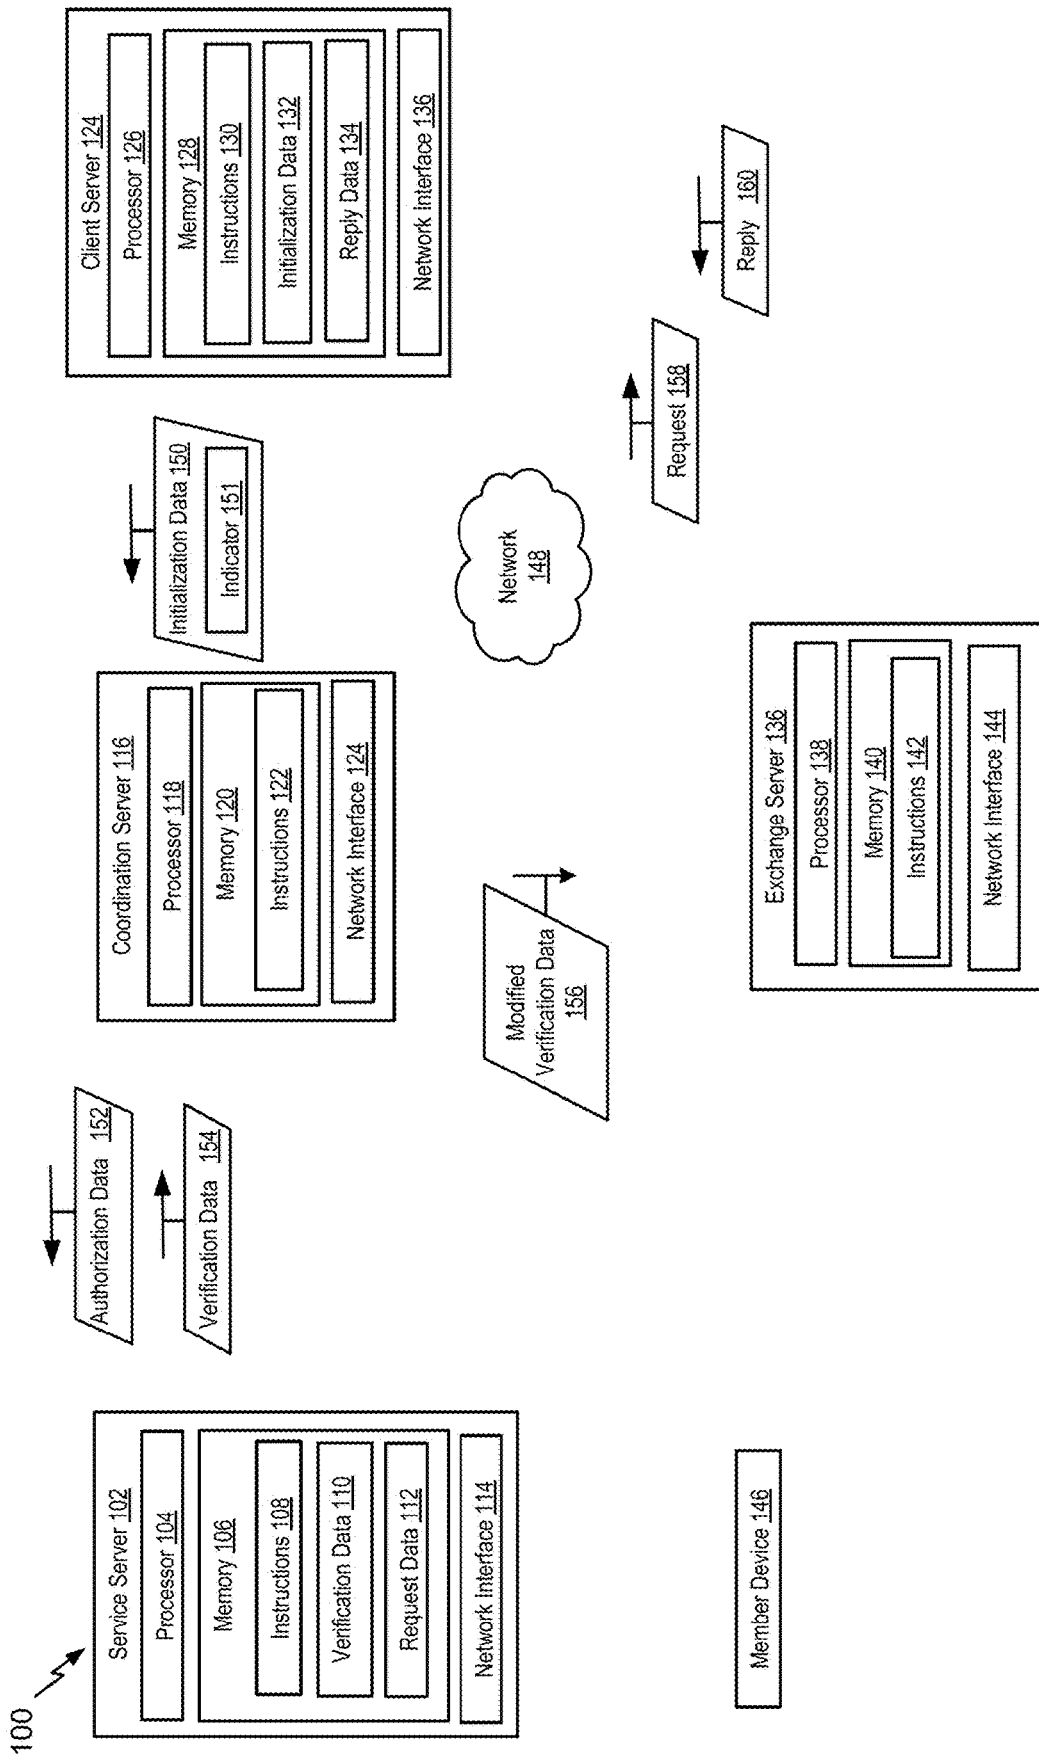 100
Service Server 102
Processor 104
Memory 106
Instructions 108
Verification Data 110
Request Data 112
Network Interface 114
Authorization Data 152
Verification Data 154
Coordination Server 116
Processor 118
Memory 120
Instructions 122
Network Interface 124
Initialization Data 150
Indicator 151
Client Server 124
Processor 126
Memory 128
Instructions 130
Initialization Data 132
Reply Data 134
Network Interface 136
Modified
Verification Data
156
Network
148
Request 158
Reply 160
Member Device 146
Exchange Server 136
Processor 138
Memory 140
Instructions 142
Network Interface 144